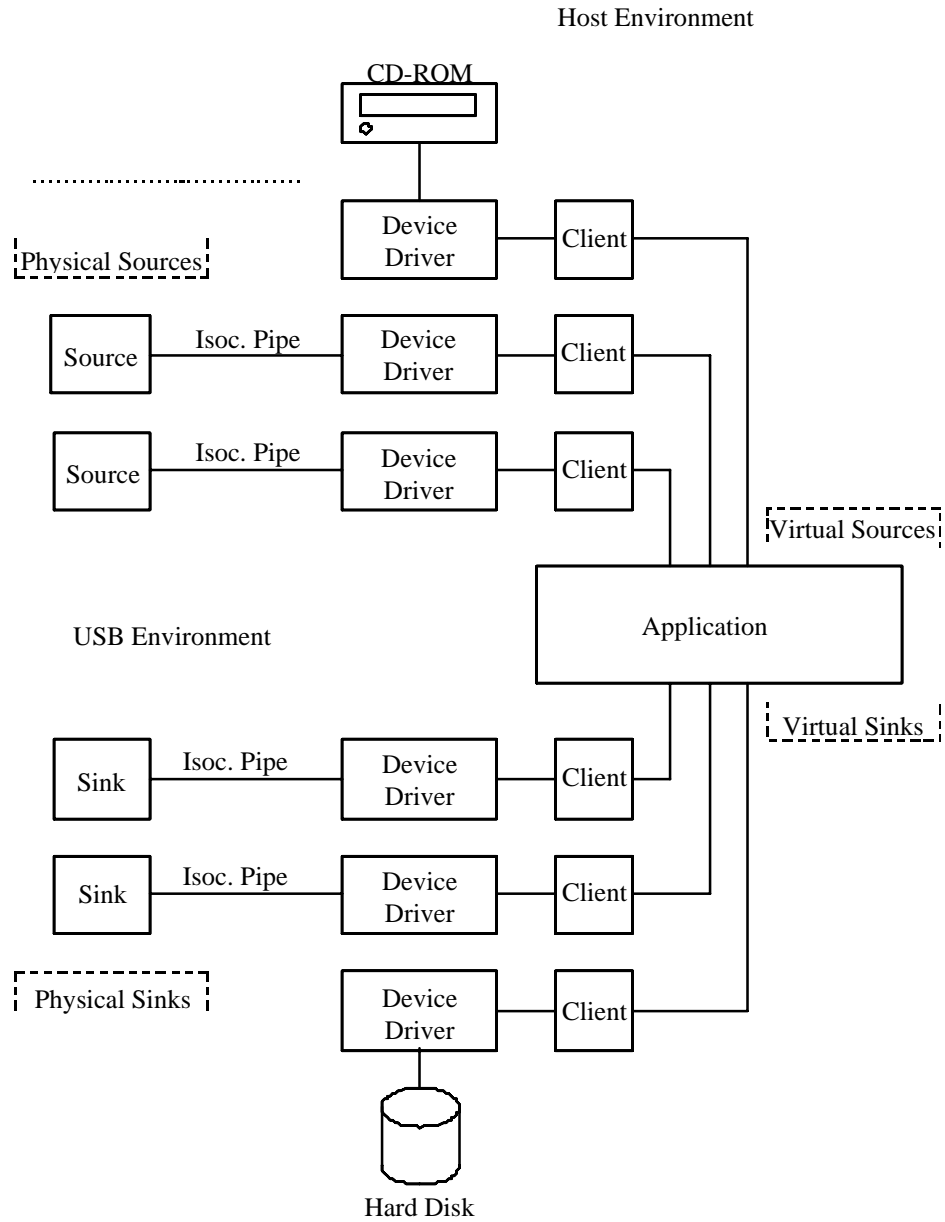 Host Environment
CD-ROM
Device
Driver
Client
Physical Sources
Source
Isoc. Pipe
Device
Driver
Client
Source
Isoc. Pipe
Device
Driver
Client
Virtual Sources
Application
USB Environment
Virtual Sinks
Sink
Isoc. Pipe
Device
Driver
Client
Sink
Isoc. Pipe
Device
Driver
Client
Physical Sinks
Device
Driver
Client
Hard Disk